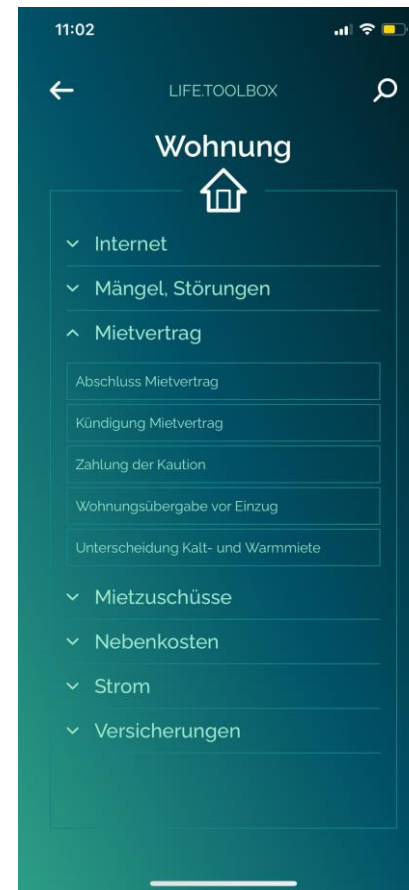 11:02
LIFE.TOOLBOX
Wohnung
Internet
Mängel, Störungen
Mietvertrag
Abschluss Mietvertrag
Kündigung Mietvertrag
Zahlung der Kaution
Wohnungsübergabe vor Einzug
Unterscheidung Kalt- und Warmmiete
Mietzuschüsse
Nebenkosten
Strom
Versicherungen